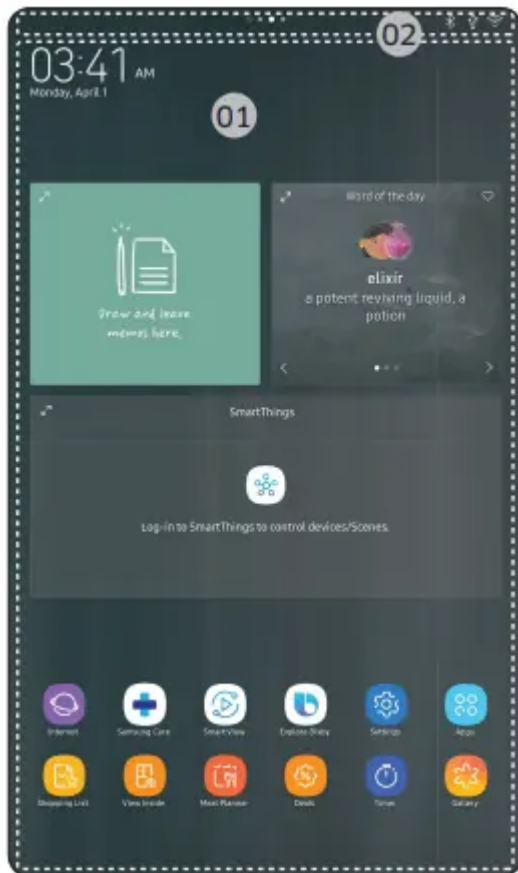 02
03:41 AM
Monday, April 1
01
Draw and leave
memos here.
Word of the day
elixir
a potent reviving liquid, a
potion
SmartThings
Log-in to SmartThings to control devices/Scenes.
Internet
Samsung Care
SmartView
Explore Bixby
Settings
Apps
Shopping List
View Inside
Meal Planner
Deals
Timer
Gallery